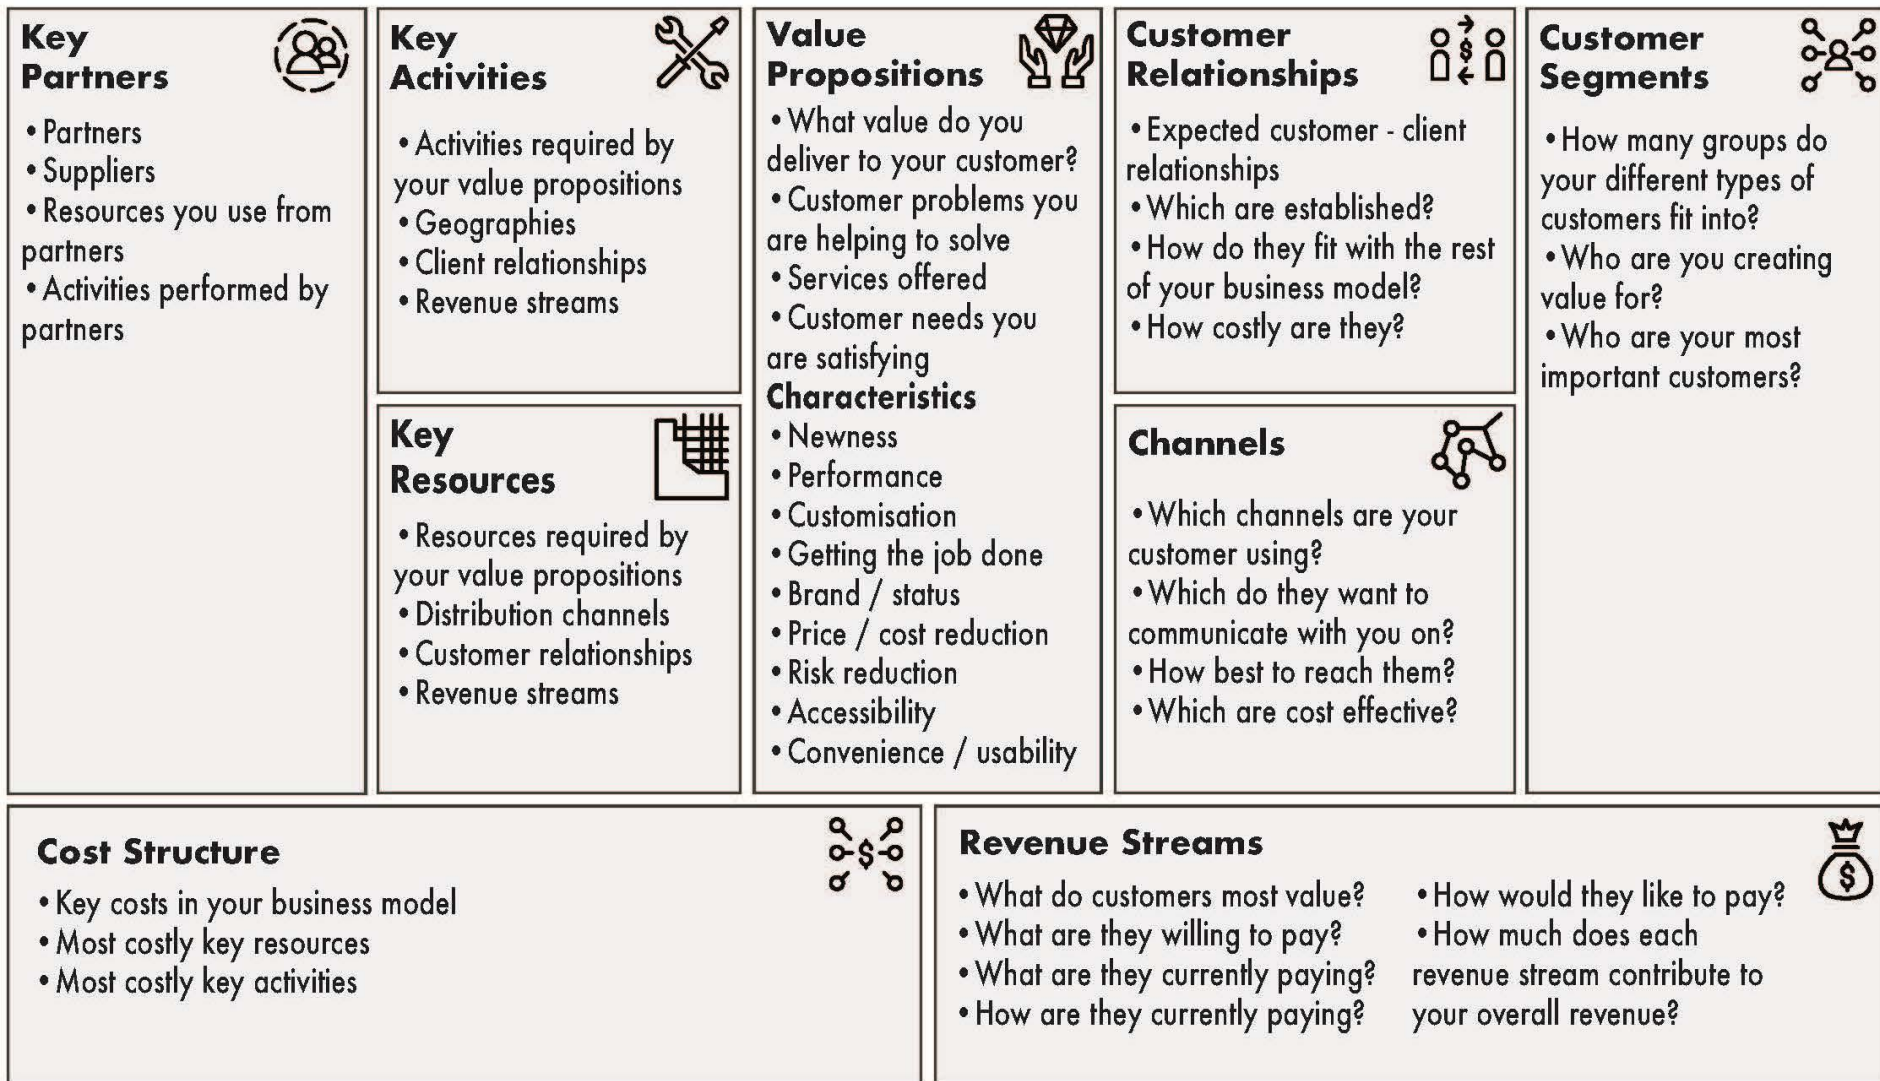 Key
Partners
• Partners
• Suppliers
• Resources you use from
partners
• Activities performed by
partners
Key
Activities
• Activities required by
your value propositions
• Geographies
• Client relationships
• Revenue streams
Key
Resources
• Resources required by
your value propositions
• Distribution channels
• Customer relationships
• Revenue streams
Value
Propositions
• What value do you
deliver to your customer?
• Customer problems you
are helping to solve
• Services offered
• Customer needs you
are satisfying
Characteristics
• Newness
• Performance
• Customisation
• Getting the job done
• Brand / status
• Price / cost reduction
• Risk reduction
• Accessibility
• Convenience / usability
Customer
Relationships
$
• Expected customer - client
relationships
• Which are established?
• How do they fit with the rest
of your business model?
• How costly are they?
Channels
• Which channels are your
customer using?
• Which do they want to
communicate with you on?
• How best to reach them?
• Which are cost effective?
Customer
Segments
• How many groups do
your different types of
customers fit into?
• Who are you creating
value for?
• Who are your most
important customers?
Cost Structure
$
• Key costs in your business model
• Most costly key resources
• Most costly key activities
Revenue Streams
$
• What do customers most value?
• What are they willing to pay?
• What are they currently paying?
• How are they currently paying?
• How would they like to pay?
• How much does each
revenue stream contribute to
your overall revenue?